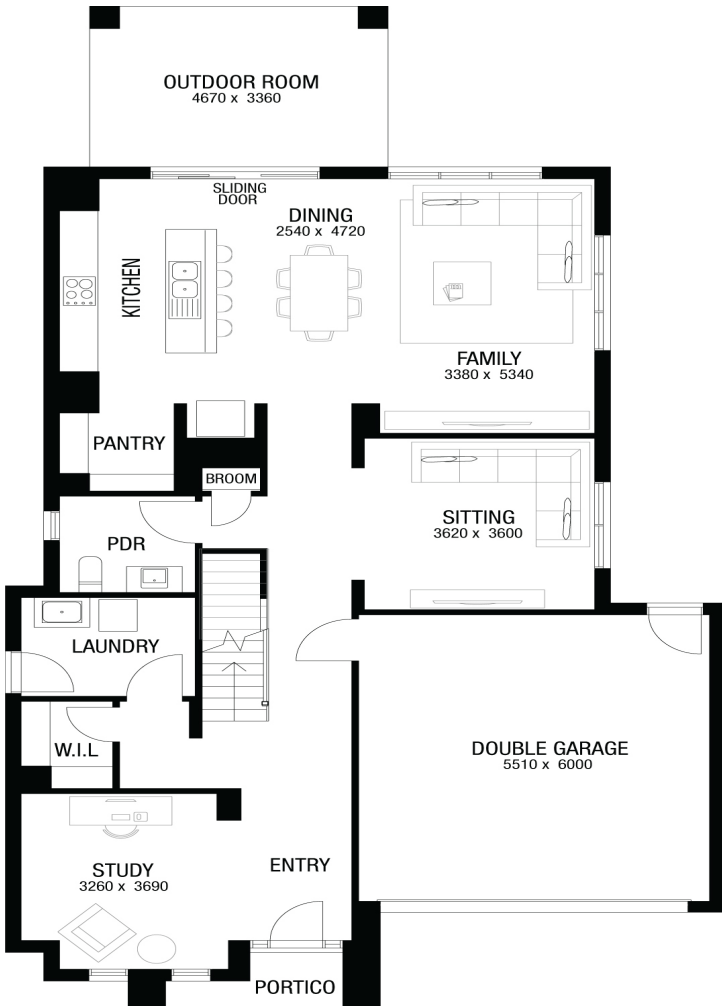 OUTDOOR ROOM
4670 x 3360
SLIDING
DOOR
DINING
2540 x 4720
KITCHEN
FAMILY
3380 x 5340
PANTRY
BROOM
SITTING
3620 x 3600
PDR
LAUNDRY
W.I.L
DOUBLE GARAGE
5510 x 6000
STUDY
3260 x 3690
ENTRY
PORTICO